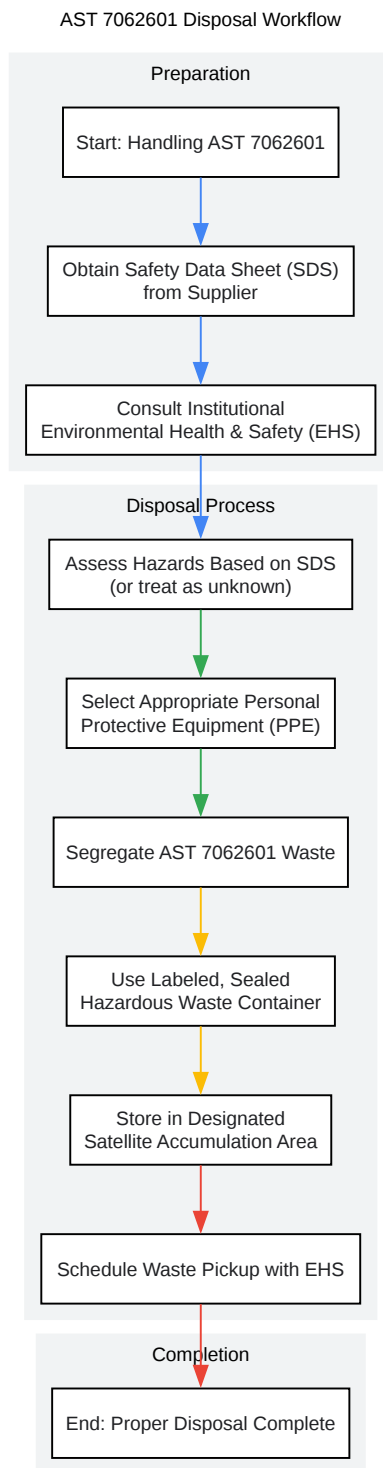 AST 7062601 Disposal Workflow
Preparation
Start: Handling AST 7062601
Obtain Safety Data Sheet (SDS)
from Supplier
Consult Institutional
Environmental Health & Safety (EHS)
Disposal Process
Assess Hazards Based on SDS
(or treat as unknown)
Select Appropriate Personal
Protective Equipment (PPE)
Segregate AST 7062601 Waste
Use Labeled, Sealed
Hazardous Waste Container
Store in Designated
Satellite Accumulation Area
Schedule Waste Pickup with EHS
Completion
End: Proper Disposal Complete